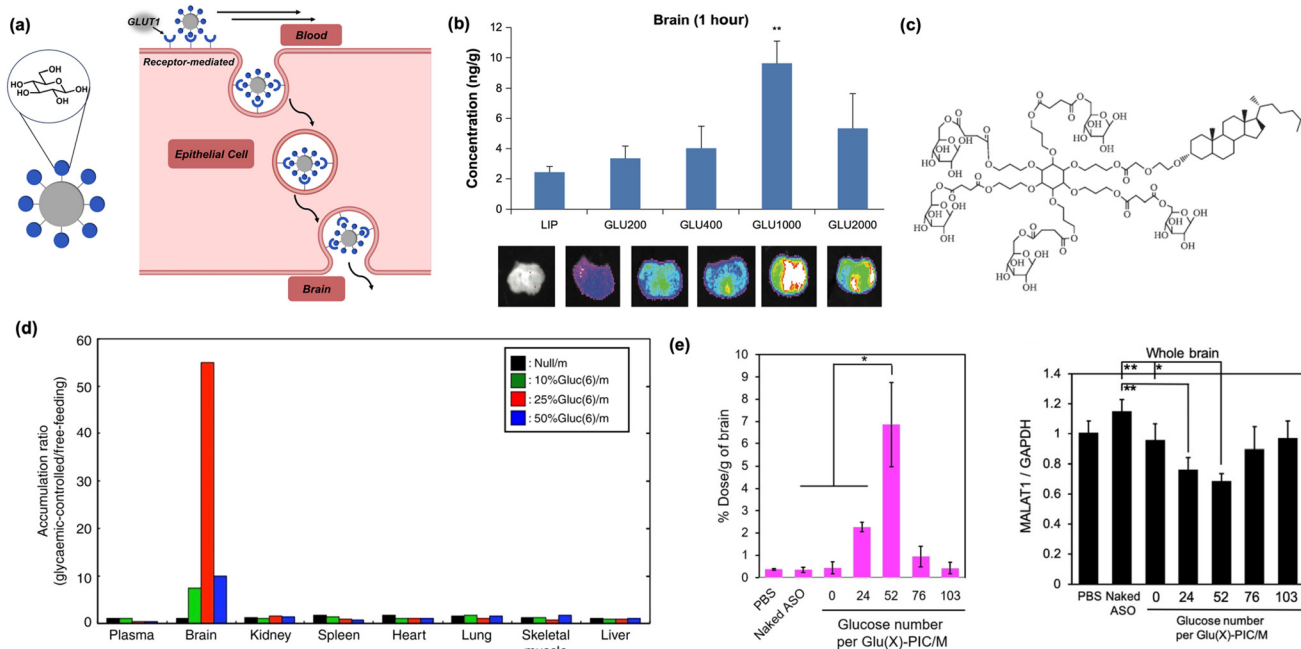 (a)
GLUT1
Blood
Receptor-mediated
Epithelial Cell
Brain
OH
HO
HO
OH
OH
(b)
Brain (1 hour)
Concentration (ng/g)
12
10
8
6
4
2
0
**
LIP
GLU200
GLU400
GLU1000
GLU2000
(c)
(d)
Accumulation ratio
(glycaemic-controlled/free-feeding)
60
50
40
30
20
10
0
: Null/m
: 10%Gluc(6)/m
: 25%Gluc(6)/m
: 50%Gluc(6)/m
Plasma
Brain
Kidney
Spleen
Heart
Lung
Skeletal
Liver
(e)
% Dose/g of brain
10
9
8
7
6
5
4
3
2
1
0
*
PBS
Naked ASO
0
24
52
76
103
Glucose number
per Glu(X)-PIC/M
Whole brain
MALAT1 / GAPDH
1.4
1.2
1
0.8
0.6
0.4
0.2
0
**
*
**
PBS
Naked
ASO
0
24
52
76
103
Glucose number
per Glu(X)-PIC/M